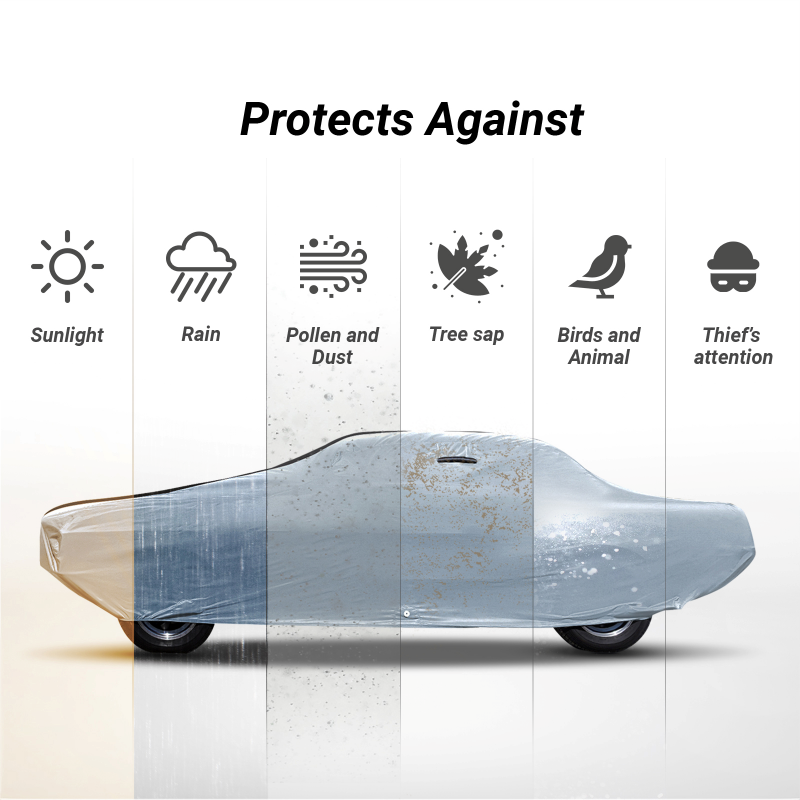 Protects Against
Sunlight
Rain
Pollen and
Dust
Tree sap
Birds and
Animal
Thief's
attention